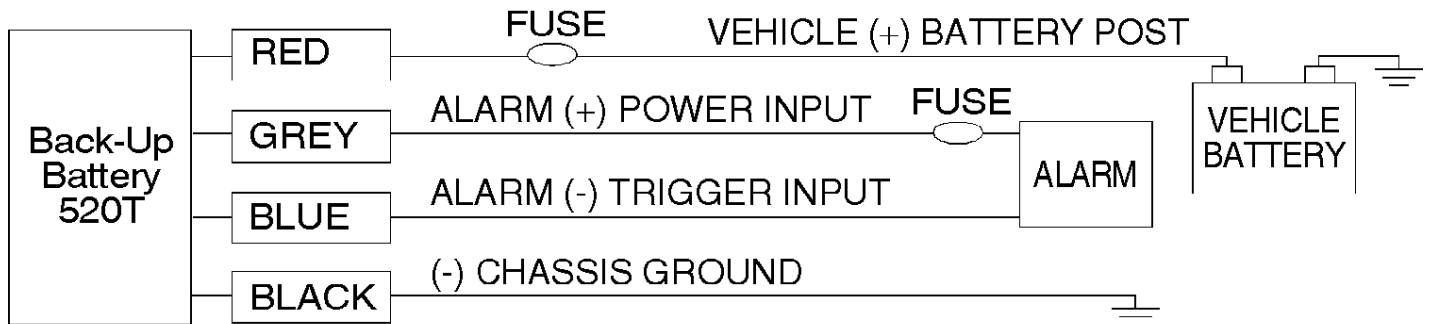 FUSE
RED
VEHICLE (+) BATTERY POST
ALARM (+) POWER INPUT
FUSE
GREY
Back-Up
Battery
520T
VEHICLE
BATTERY
ALARM
ALARM (-) TRIGGER INPUT
BLUE
(-) CHASSIS GROUND
BLACK